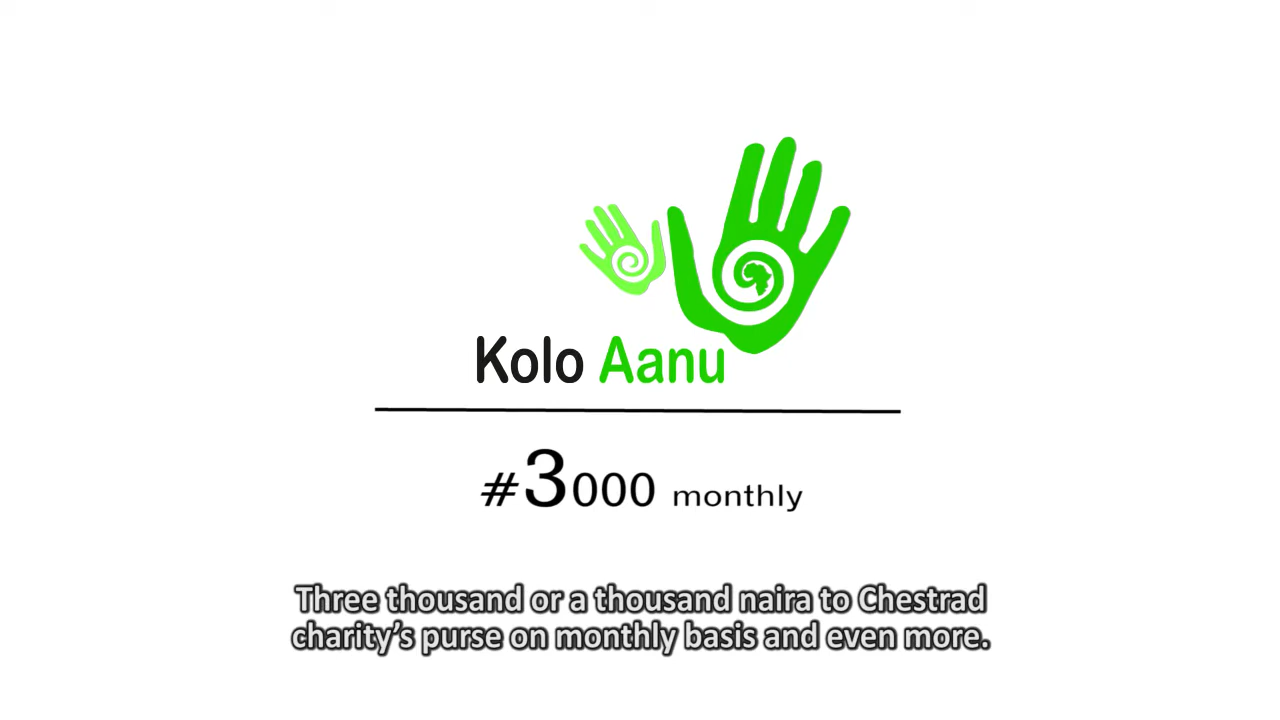 Kolo Aanu
#3000 monthly
Three thousand or a thousand naira to Chestrad
charity's purse on monthly basis and even more.